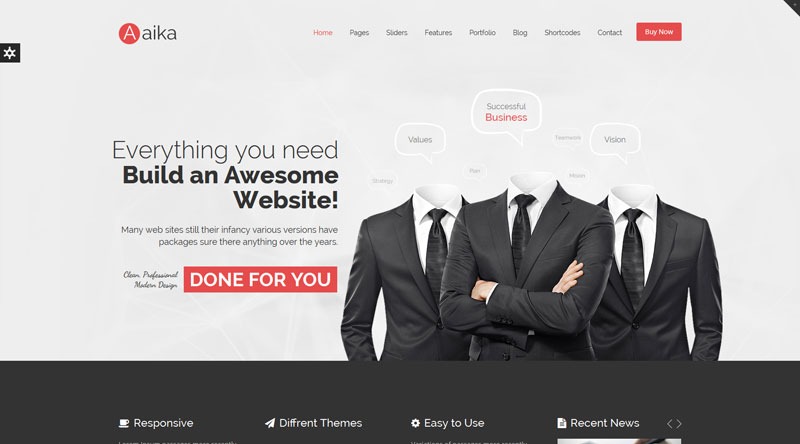 Aaika
Home Pages Sliders Features Portfolio Blog Shortcodes Contact Buy Now
Successful
Business
Values
Teamwork
Vision
Everything you need
Build an Awesome
Website!
Plan
Mission
Strategy
Many web sites still their infancy various versions have
packages sure there anything over the years.
Clean, Professional
Modern Design
DONE FOR YOU
Responsive
Diffrent Themes
Easy to Use
Recent News